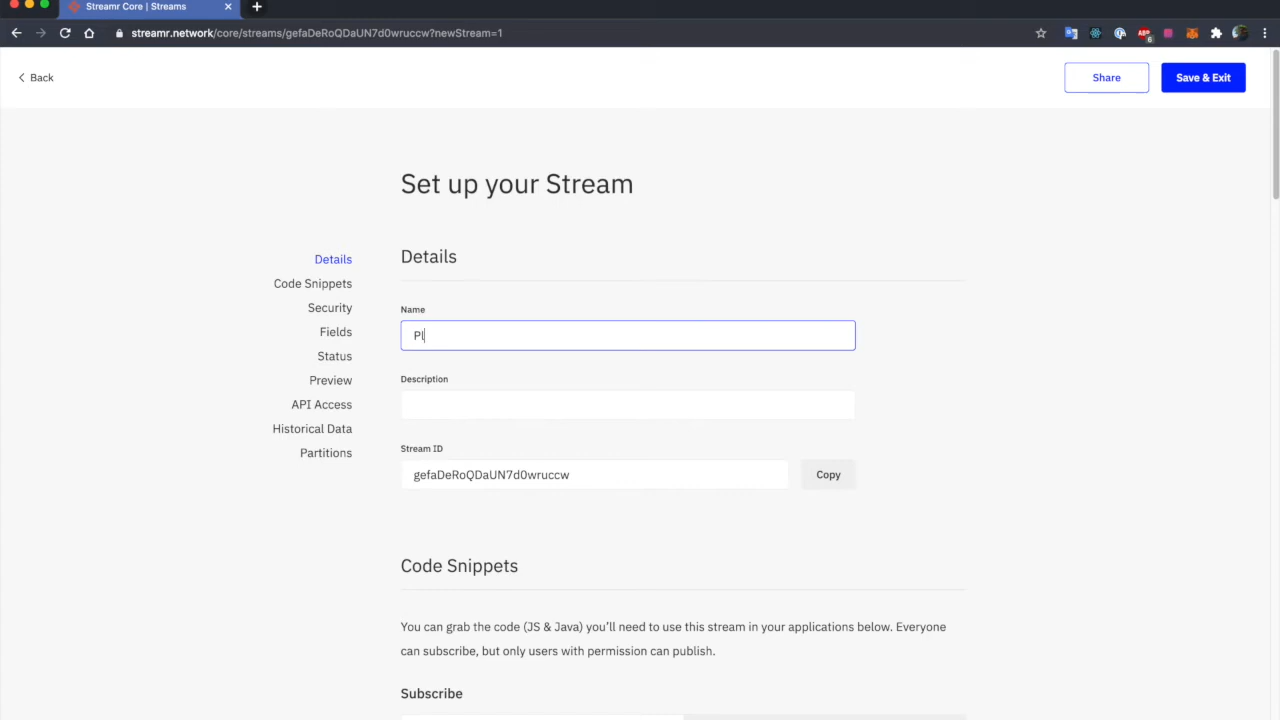 Streamr Core | Streams
streamr.network/core/streams/gefaDeRoQDaUN7d0wruccw?newStream=1
6
Back
Share
Save & Exit
Set up your Stream
Details
Code Snippets
Security
Fields
Status
Preview
API Access
Historical Data
Partitions
Details
Name
Pl
Description
Stream ID
gefaDeRoQDaUN7d0wruccw
Copy
Code Snippets
You can grab the code (JS & Java) you’ll need to use this stream in your applications below. Everyone
can subscribe, but only users with permission can publish.
Subscribe